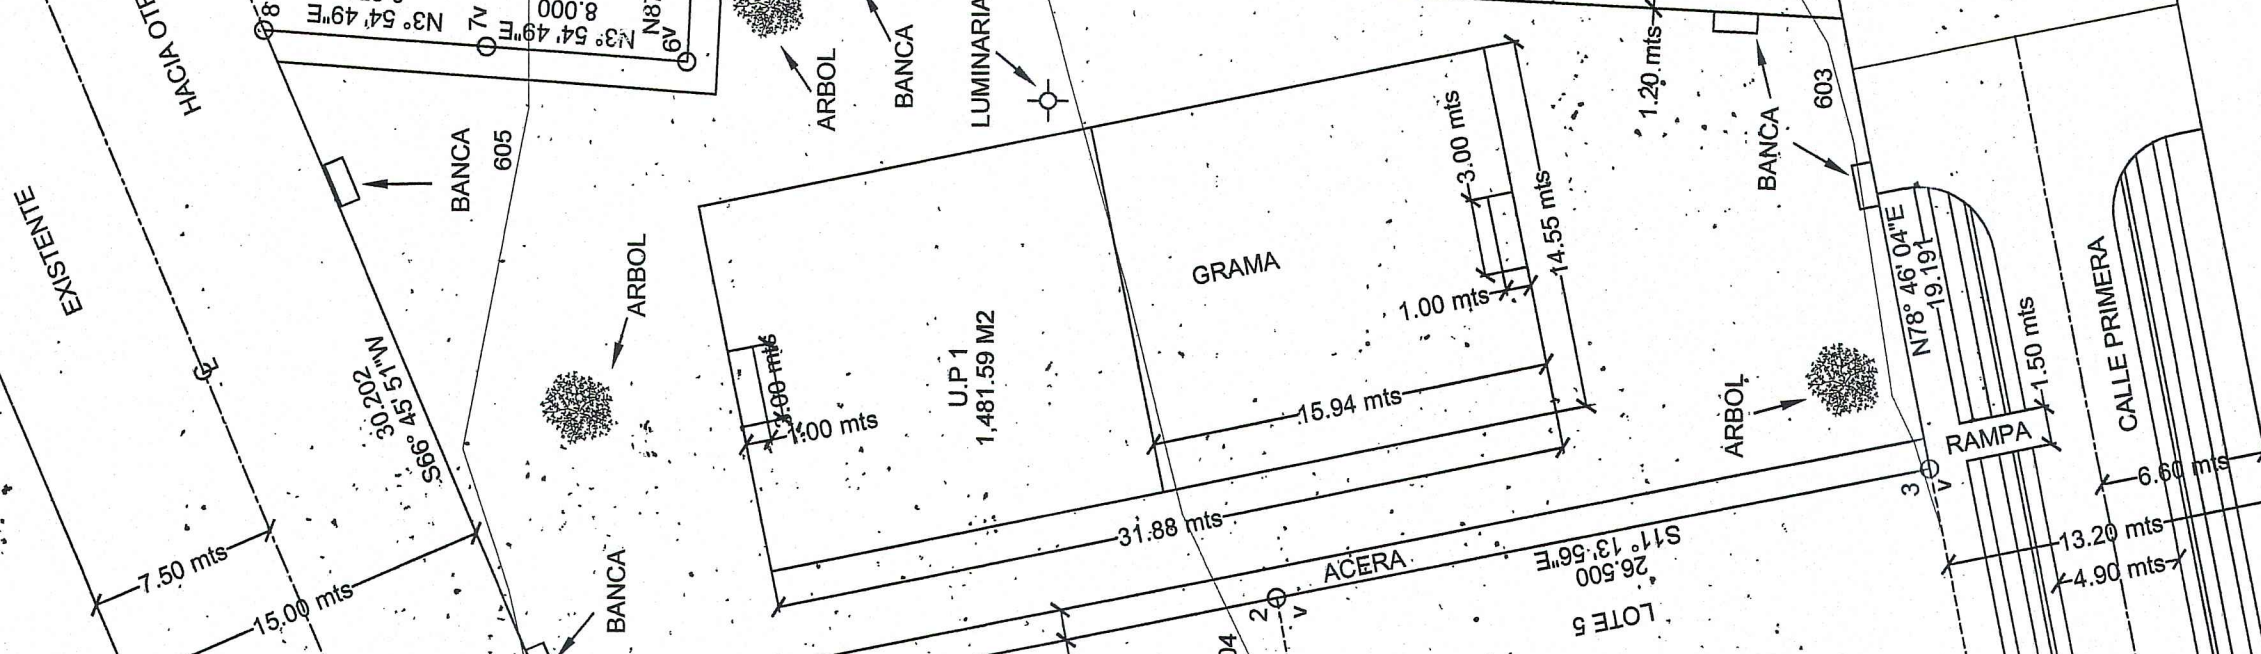 HACIA
8
N3° 54' 49"E
7v
N3° 54' 49"E
8.000
6v
ARBOL
BANCA
LUMINARIA
1.20 mts
BANCA
603
EXISTENTE
BANCA
605
ARBOL
3.00 mts
GRAMA
14.55 mts
1.00 mts
N78° 46' 04"E
19.191
1.50 mts
CALLE PRIMERA
30.202
S66° 45' 51"W
3.00 mts
1.00 mts
U.P 1
1,481.59 M2
15.94 mts
ARBOL
RAMPA
6.60 mts
3
v
13.20 mts
4.90 mts
31.88 mts
ACERA
S11° 13' 56"E
26.500
LOTE 5
2
v
7.50 mts
15.00 mts
BANCA